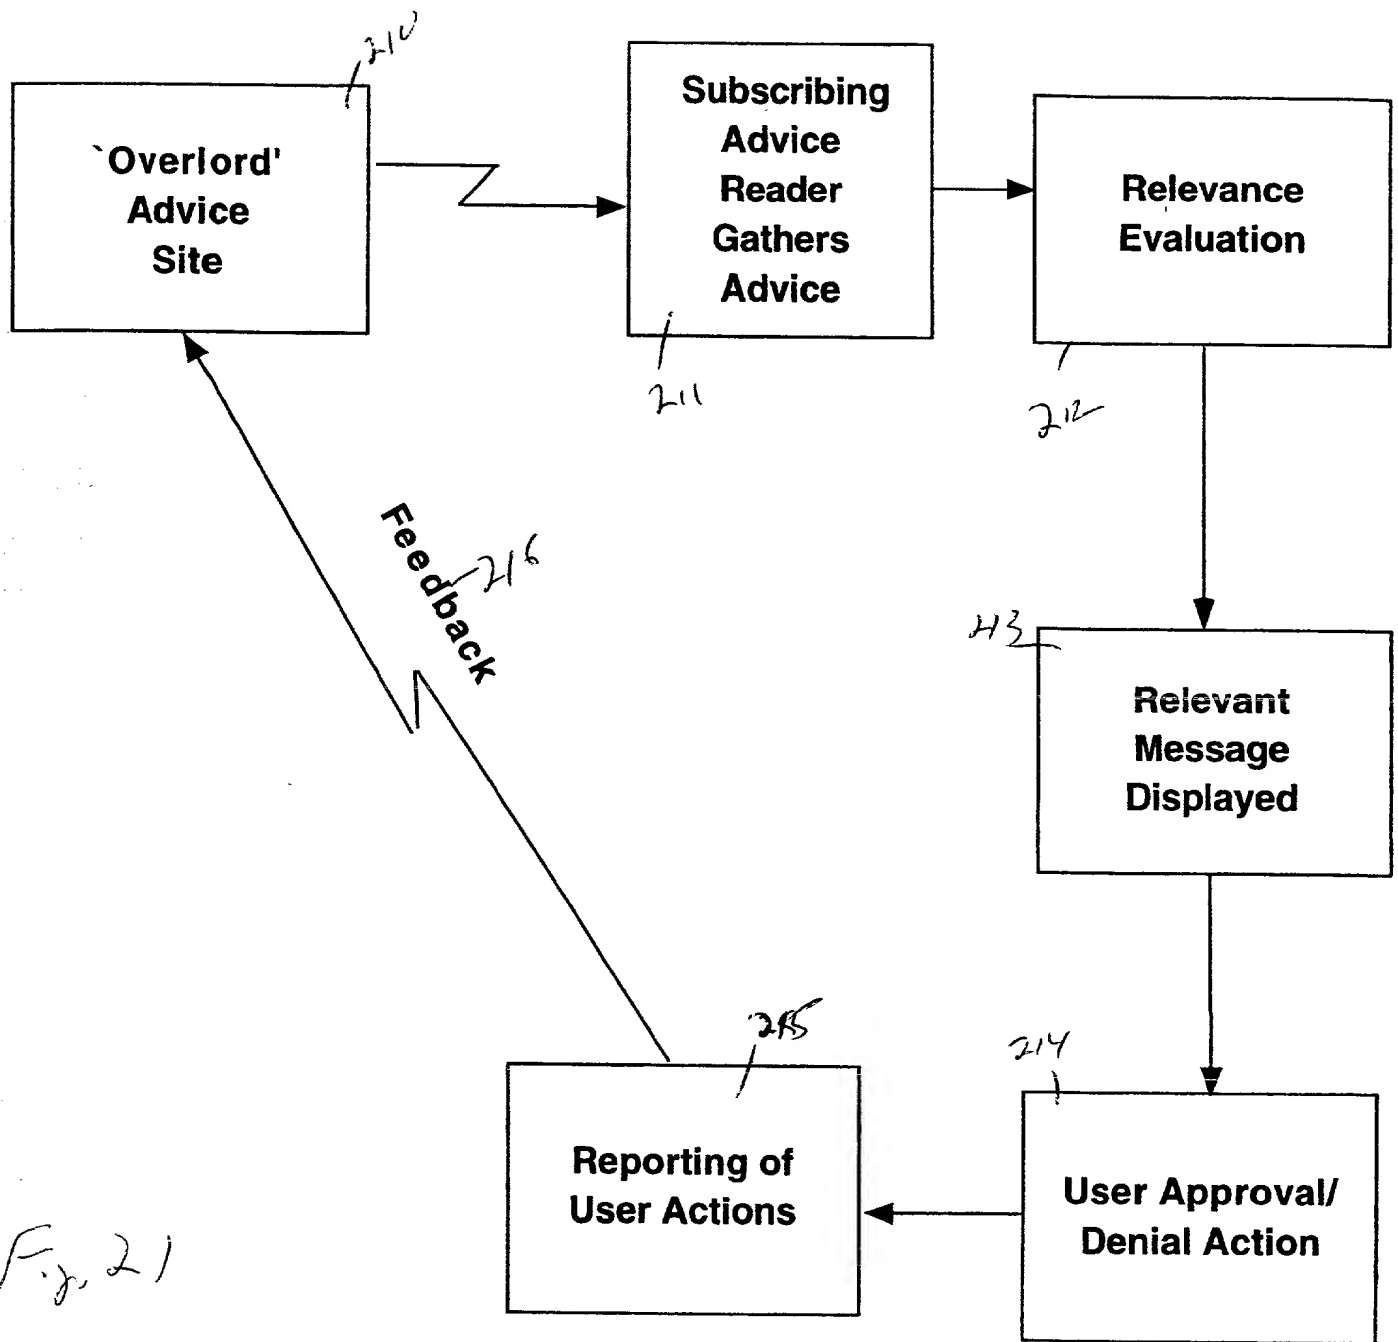 210
`Overlord'
Advice
Site
Subscribing
Advice
Reader
Gathers
Advice
211
Relevance
Evaluation
212
Feedback
216
213
Relevant
Message
Displayed
214
User Approval/
Denial Action
215
Reporting of
User Actions
Fig. 21